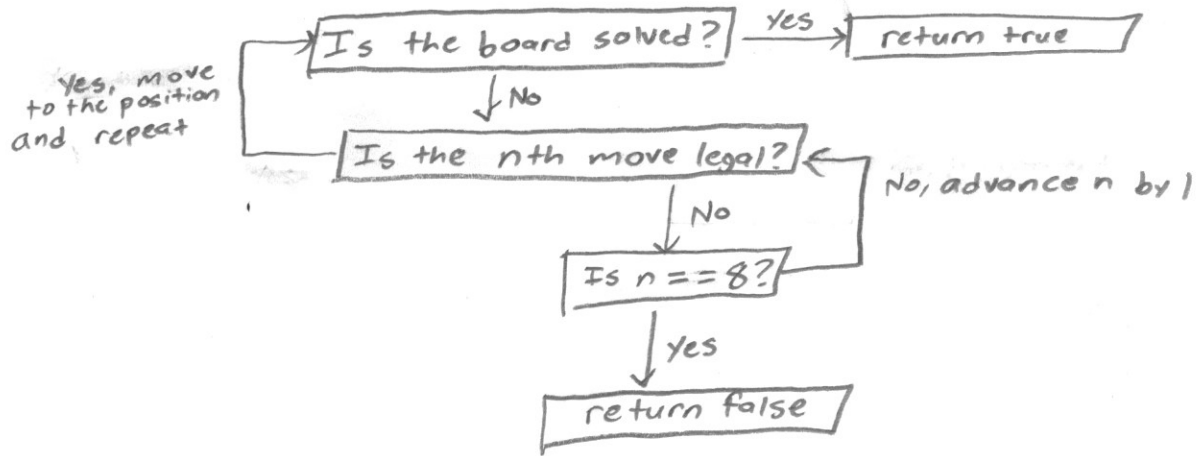 Is the board solved?
Yes
return true
Yes, move
to the position
and repeat
No
Is the nth move legal?
No, advance n by 1
No
Is n == 8?
Yes
return false